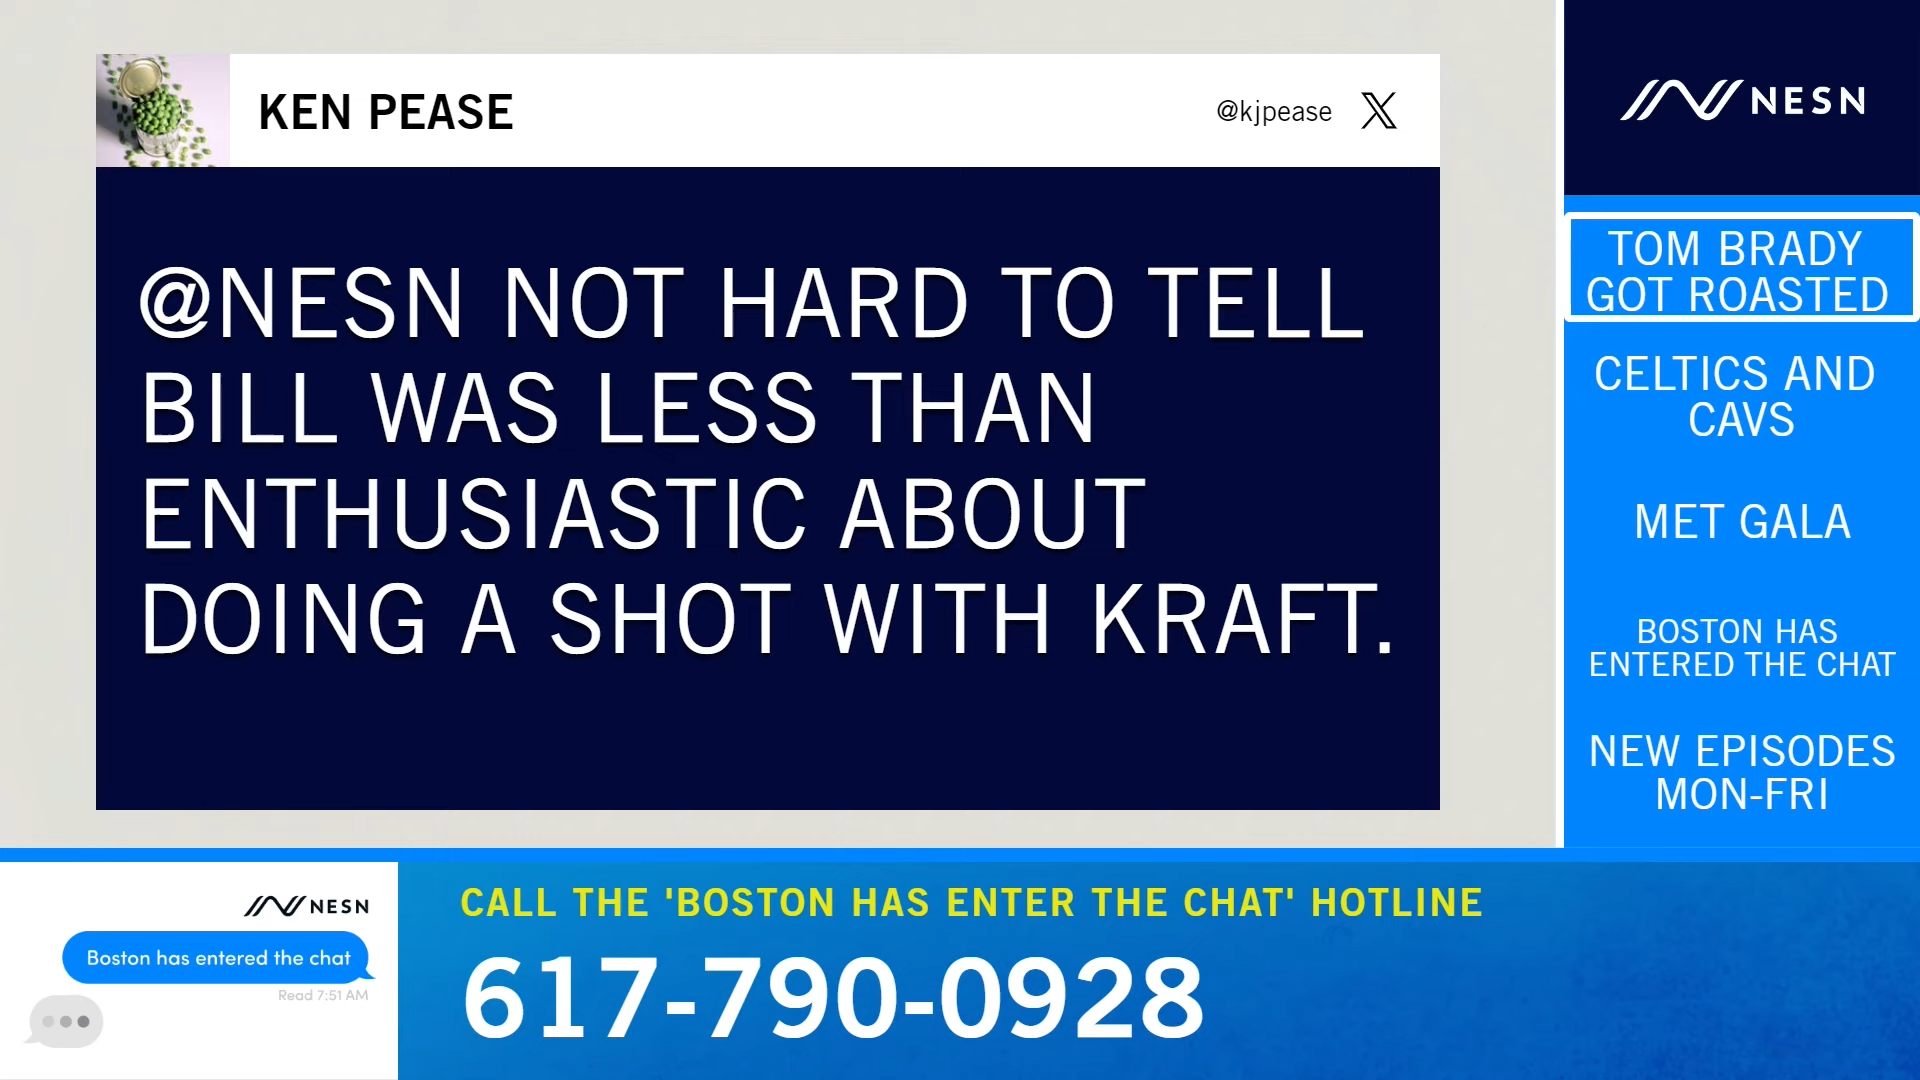 KEN PEASE
@kjpease
@NESN NOT HARD TO TELL
BILL WAS LESS THAN
ENTHUSIASTIC ABOUT
DOING A SHOT WITH KRAFT.
NESN
TOM BRADY
GOT ROASTED
CELTICS AND
CAVS
MET GALA
BOSTON HAS
ENTERED THE CHAT
NEW EPISODES
MON-FRI
NESN
Boston has entered the chat
Read 7:51 AM
CALL THE 'BOSTON HAS ENTER THE CHAT' HOTLINE
617-790-0928